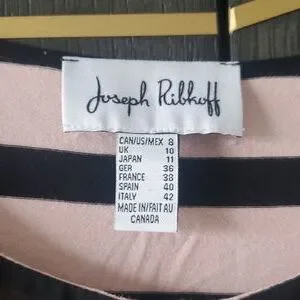 Joseph Ribkoff
CAN/US/MEX 8
UK 10
JAPAN 11
GER 36
FRANCE 38
SPAIN 40
ITALY 42
MADE IN/FAIT AU
CANADA